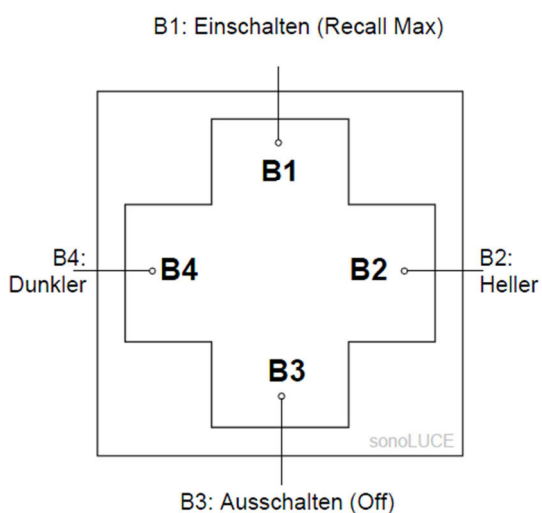 B1: Einschalten (Recall Max)
B1
B4:
Dunkler
B4
B2
B2:
Heller
B3
sonoLUCE
B3: Ausschalten (Off)